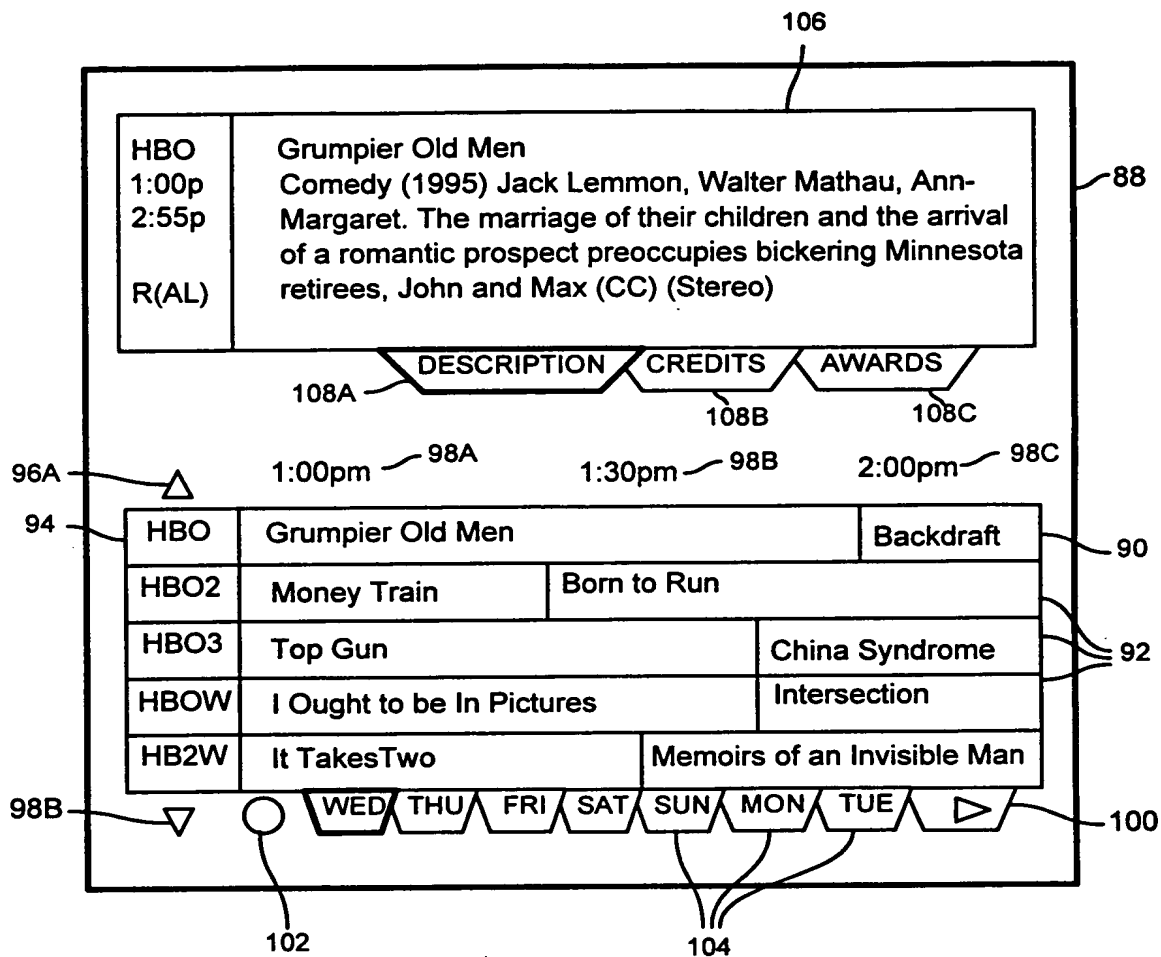 106
88
HBO
1:00p
2:55p
R(AL)
Grumpier Old Men
Comedy (1995) Jack Lemmon, Walter Mathau, Ann-
Margaret. The marriage of their children and the arrival
of a romantic prospect preoccupies bickering Minnesota
retirees, John and Max (CC) (Stereo)
DESCRIPTION CREDITS AWARDS
108A 108B 108C
96A 1:00pm 98A 1:30pm 98B 2:00pm 98C
94 HBO Grumpier Old Men Backdraft 90
HBO2 Money Train Born to Run
HBO3 Top Gun China Syndrome 92
HBOW I Ought to be In Pictures Intersection
HB2W It TakesTwo Memoirs of an Invisible Man
98B WED THU FRI SAT SUN MON TUE 100
102 104